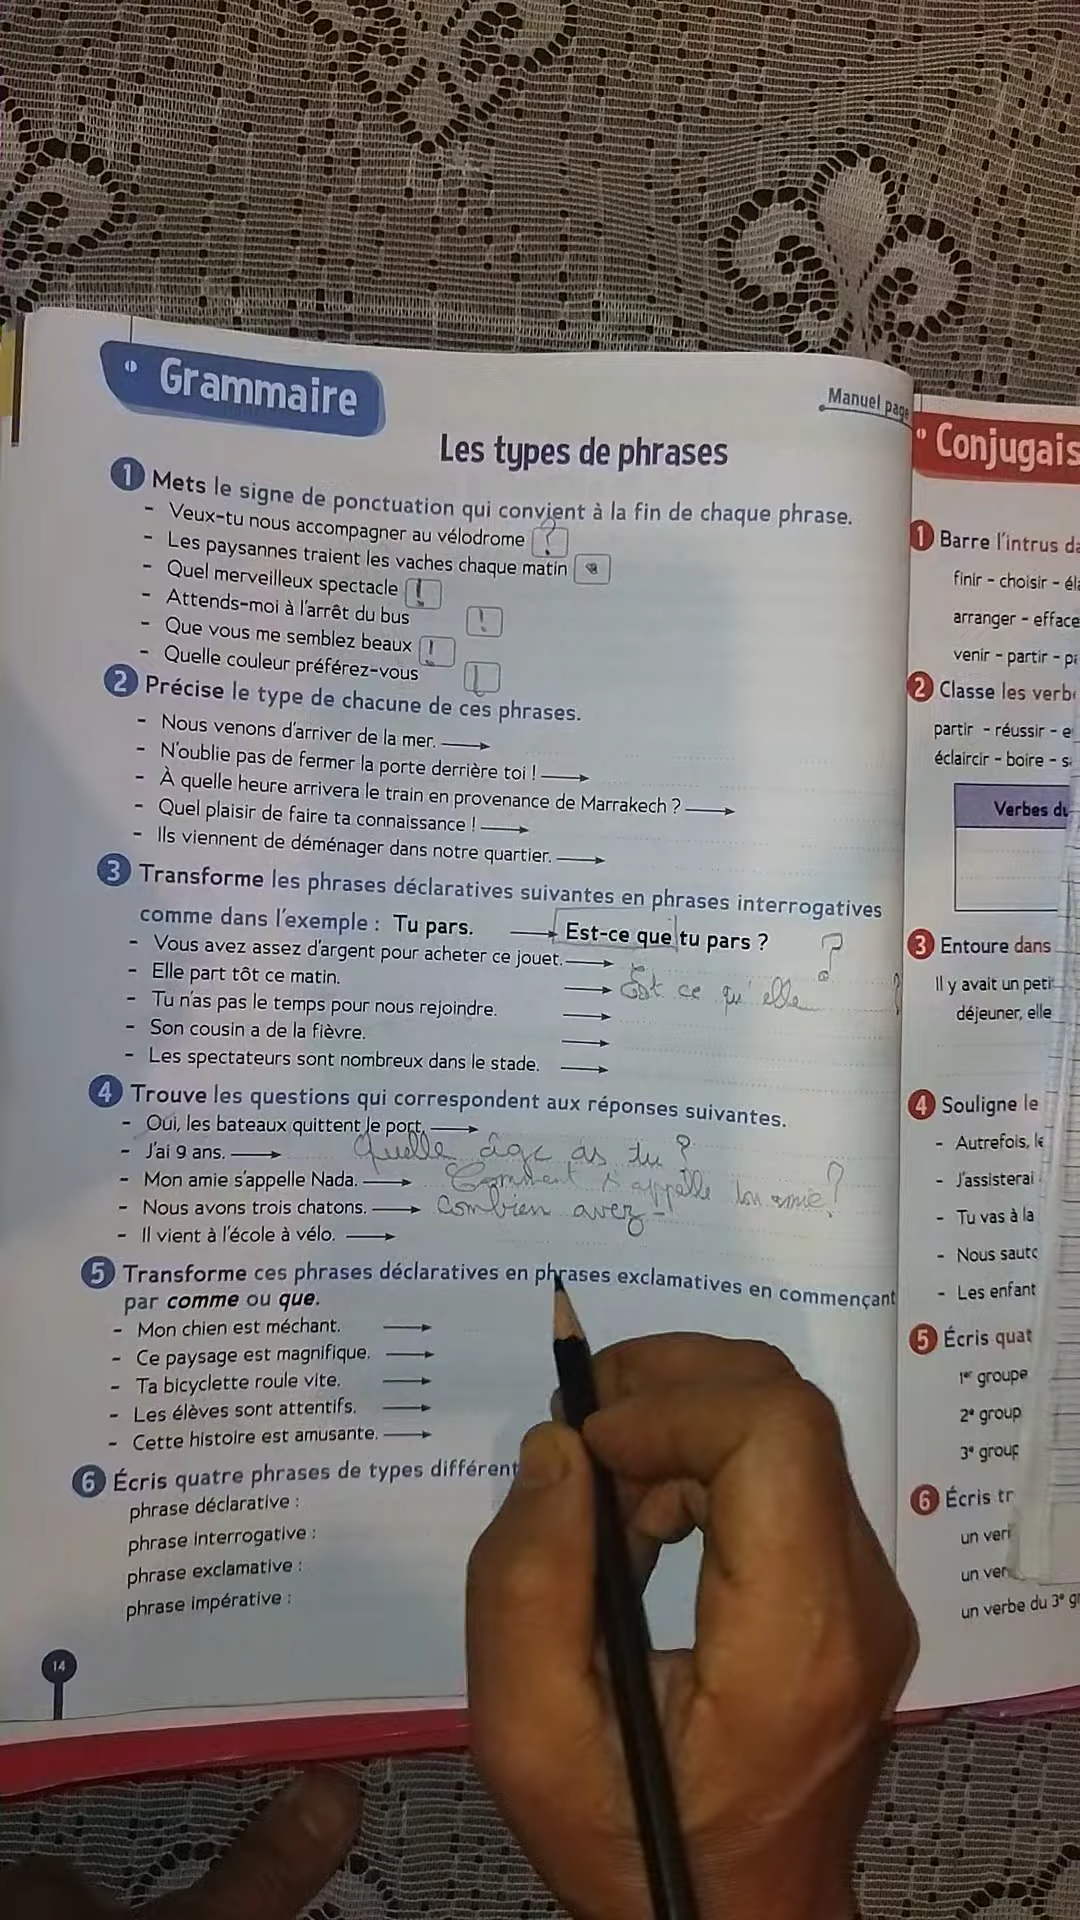 Grammaire
Manuel page
Les types de phrases
1 Mets le signe de ponctuation qui convient à la fin de chaque phrase.
- Veux-tu nous accompagner au vélodrome ?
- Les paysannes traient les vaches chaque matin .
- Quel merveilleux spectacle !
- Attends-moi à l'arrêt du bus !
- Que vous me semblez beaux !
- Quelle couleur préférez-vous
2 Précise le type de chacune de ces phrases.
- Nous venons d'arriver de la mer. →
- N'oublie pas de fermer la porte derrière toi ! →
- À quelle heure arrivera le train en provenance de Marrakech ? →
- Quel plaisir de faire ta connaissance ! →
- Ils viennent de déménager dans notre quartier. →
3 Transforme les phrases déclaratives suivantes en phrases interrogatives
comme dans l'exemple : Tu pars. → Est-ce que tu pars ?
- Vous avez assez d'argent pour acheter ce jouet. → ?
- Elle part tôt ce matin. → Est ce qu'elle
- Tu n'as pas le temps pour nous rejoindre. →
- Son cousin a de la fièvre. →
- Les spectateurs sont nombreux dans le stade. →
4 Trouve les questions qui correspondent aux réponses suivantes.
- Oui, les bateaux quittent le port. →
- J'ai 9 ans. → Quelle âge as tu ?
- Mon amie s'appelle Nada. → Comment s'appelle ton amie ?
- Nous avons trois chatons. → Combien avez-
- Il vient à l'école à vélo. →
5 Transforme ces phrases déclaratives en phrases exclamatives en commençant
par comme ou que.
- Mon chien est méchant. →
- Ce paysage est magnifique. →
- Ta bicyclette roule vite. →
- Les élèves sont attentifs. →
- Cette histoire est amusante. →
6 Écris quatre phrases de types différent
phrase déclarative :
phrase interrogative :
phrase exclamative :
phrase impérative :
14
Conjugais
1 Barre l'intrus da
finir - choisir - éla
arranger - efface
venir - partir - pa
2 Classe les verb
partir - réussir - e
éclaircir - boire - s
Verbes du
3 Entoure dans
Il y avait un peti
déjeuner, elle
4 Souligne le
- Autrefois, le
- J'assisterai
- Tu vas à la
- Nous saute
- Les enfant
5 Écris quat
1er groupe
2e group
3e group
6 Écris tr
un verl
un ver
un verbe du 3e g